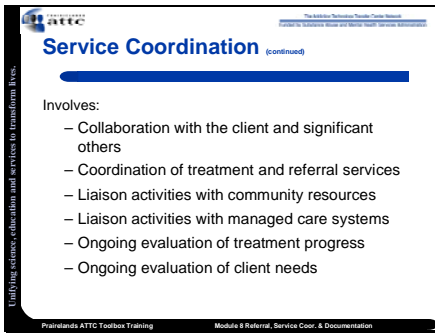 PRAIRIELANDS
attc
The Addiction Technology Transfer Center Network
Funded by Substance Abuse and Mental Health Services Administration
Service Coordination (continued)
Unifying science, education and services to transform lives.
Involves:
– Collaboration with the client and significant
others
– Coordination of treatment and referral services
– Liaison activities with community resources
– Liaison activities with managed care systems
– Ongoing evaluation of treatment progress
– Ongoing evaluation of client needs
Prairelands ATTC Toolbox Training
Module 8 Referral, Service Coor. & Documentation